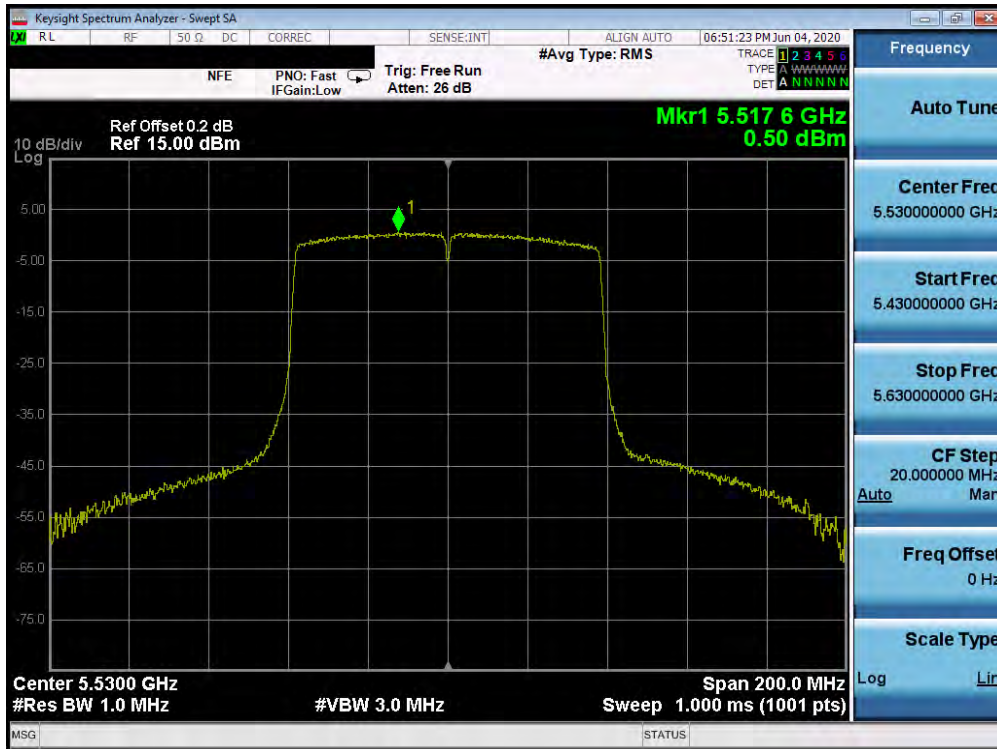 Keysight Spectrum Analyzer - Swept SA
LXI RL RF 50 Ω DC CORREC SENSE:INT ALIGN AUTO 06:51:23 PM Jun 04, 2020
#Avg Type: RMS TRACE 1 2 3 4 5 6
NFE PNO: Fast Trig: Free Run TYPE A WWWWW
IFGain:Low Atten: 26 dB DET A N N N N N
Mkr1 5.517 6 GHz
0.50 dBm
Ref Offset 0.2 dB
10 dB/div Ref 15.00 dBm
Log
1
5.00
-5.00
-15.0
-25.0
-35.0
-45.0
-55.0
-65.0
-75.0
Center 5.5300 GHz Span 200.0 MHz
#Res BW 1.0 MHz #VBW 3.0 MHz Sweep 1.000 ms (1001 pts)
MSG STATUS
Frequency
Auto Tune
Center Freq
5.530000000 GHz
Start Freq
5.430000000 GHz
Stop Freq
5.630000000 GHz
CF Step
20.000000 MHz
Auto Man
Freq Offset
0 Hz
Scale Type
Log Lin